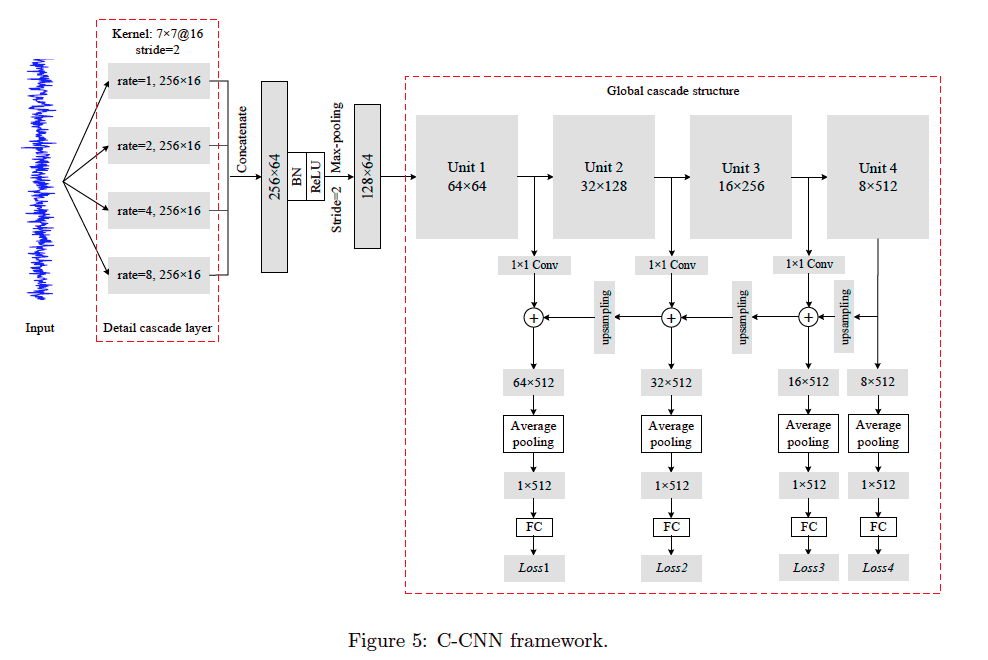 Kernel: 7×7@16
stride=2
rate=1, 256×16
rate=2, 256×16
rate=4, 256×16
rate=8, 256×16
Input
Detail cascade layer
Concatenate
256×64
BN
ReLU
Stride=2 Max-pooling
128×64
Global cascade structure
Unit 1
64×64
Unit 2
32×128
Unit 3
16×256
Unit 4
8×512
1×1 Conv
1×1 Conv
1×1 Conv
+
upsampling
+
upsampling
+
upsampling
64×512
32×512
16×512
8×512
Average
pooling
Average
pooling
Average
pooling
Average
pooling
1×512
1×512
1×512
1×512
FC
FC
FC
FC
Loss1
Loss2
Loss3
Loss4
Figure 5: C-CNN framework.